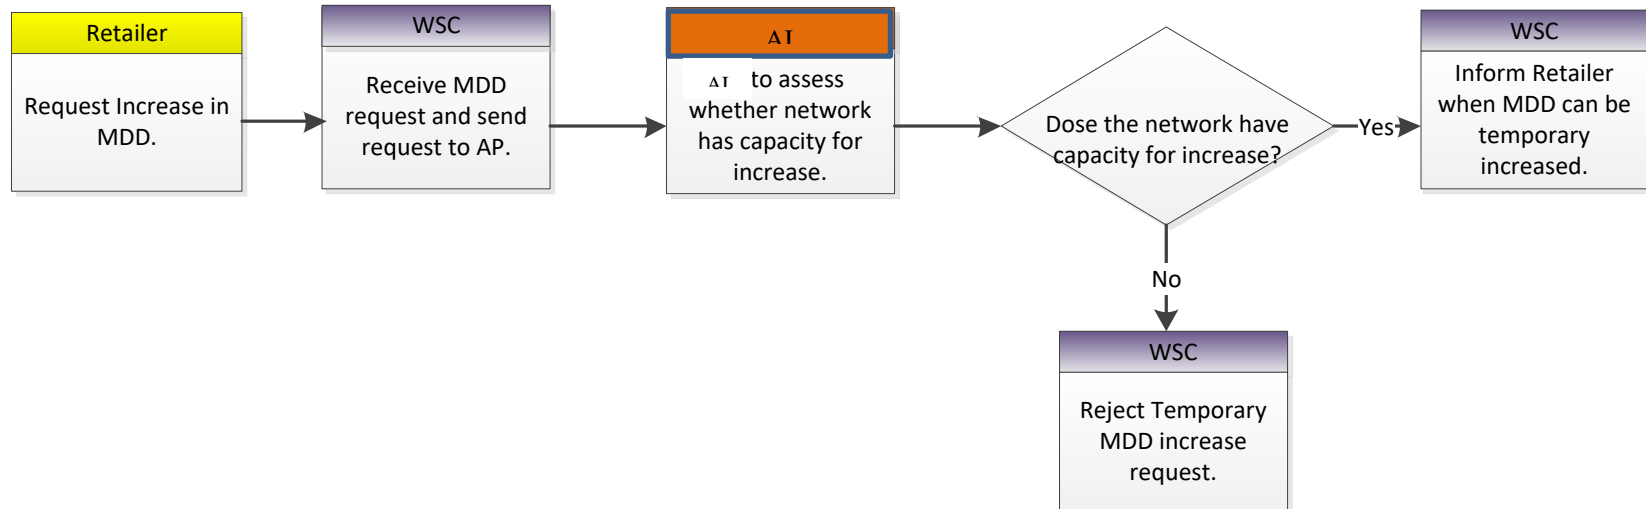 Retailer
Request Increase in
MDD.
WSC
Receive MDD
request and send
request to AP.
to assess
whether network
has capacity for
increase.
Dose the network have
capacity for increase?
Yes
WSC
Inform Retailer
when MDD can be
temporary
increased.
No
WSC
Reject Temporary
MDD increase
request.